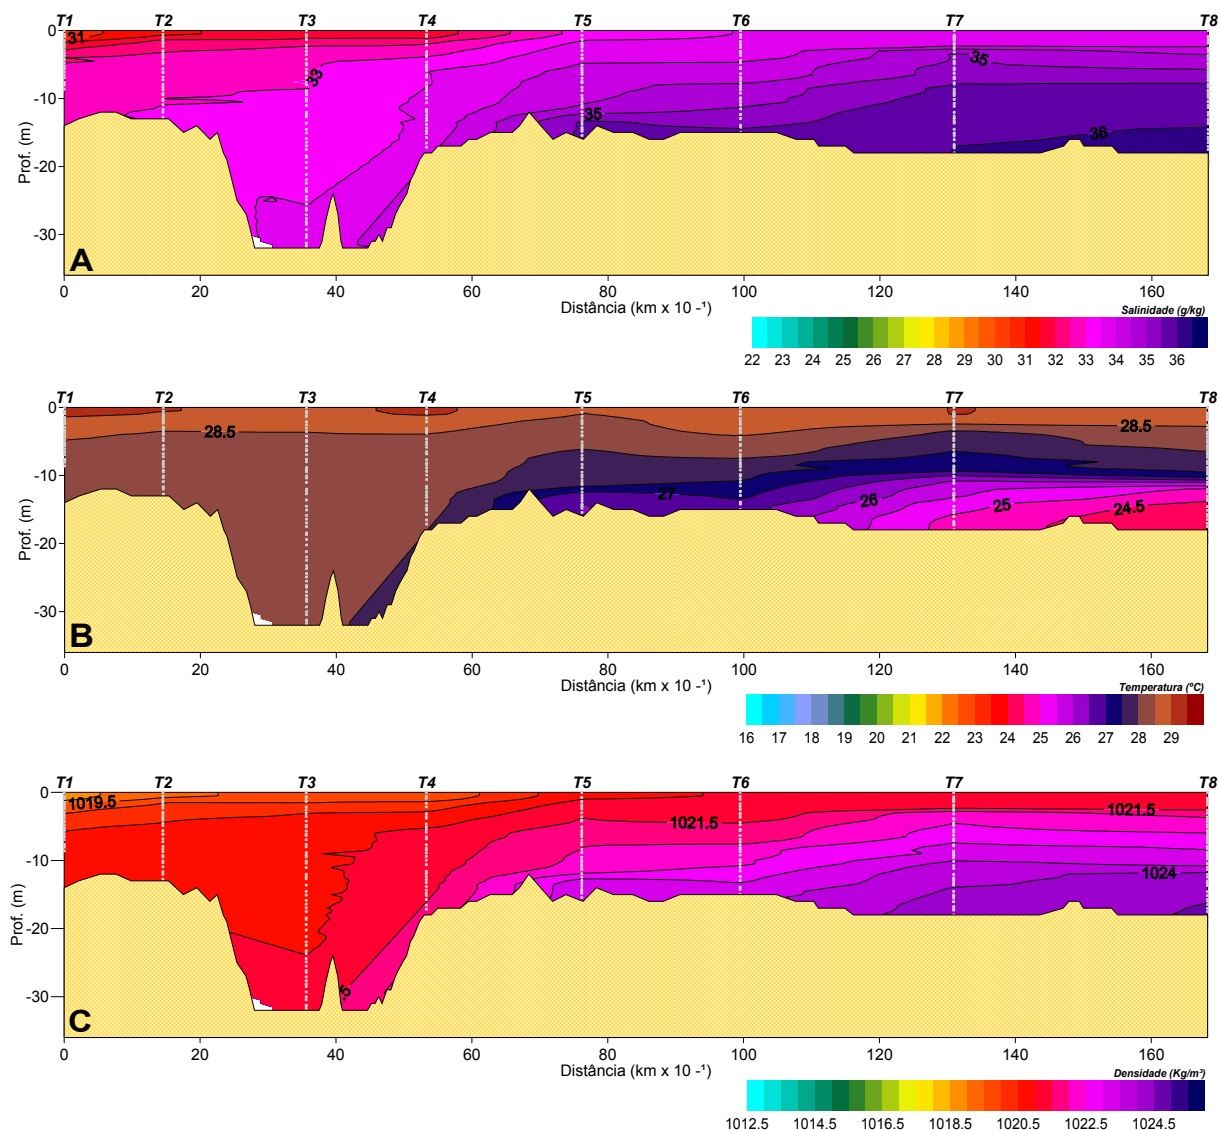 T1 T2 T3 T4 T5 T6 T7 T8
0
31
33
35
35
36
-10
-20
-30
Prof. (m)
A
0 20 40 60 80 100 120 140 160
Distância (km x 10 -¹)
Salinidade (g/kg)
22 23 24 25 26 27 28 29 30 31 32 33 34 35 36
T1 T2 T3 T4 T5 T6 T7 T8
0
28.5
28.5
27
26
25
24.5
-10
-20
-30
Prof. (m)
B
0 20 40 60 80 100 120 140 160
Distância (km x 10 -¹)
Temperatura (ºC)
16 17 18 19 20 21 22 23 24 25 26 27 28 29
T1 T2 T3 T4 T5 T6 T7 T8
0
1019.5
1021.5
1021.5
1024
.5
-10
-20
-30
Prof. (m)
C
0 20 40 60 80 100 120 140 160
Distância (km x 10 -¹)
Densidade (Kg/m³)
1012.5 1014.5 1016.5 1018.5 1020.5 1022.5 1024.5